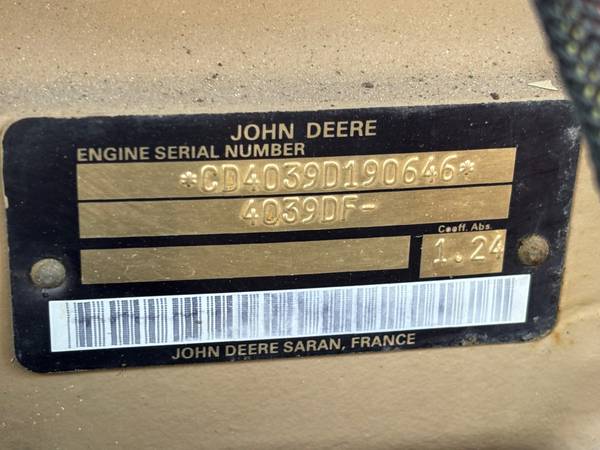 JOHN DEERE
ENGINE SERIAL NUMBER
*CD4039D190646*
4039DF-
Coeff. Abs.
1.24
JOHN DEERE SARAN, FRANCE